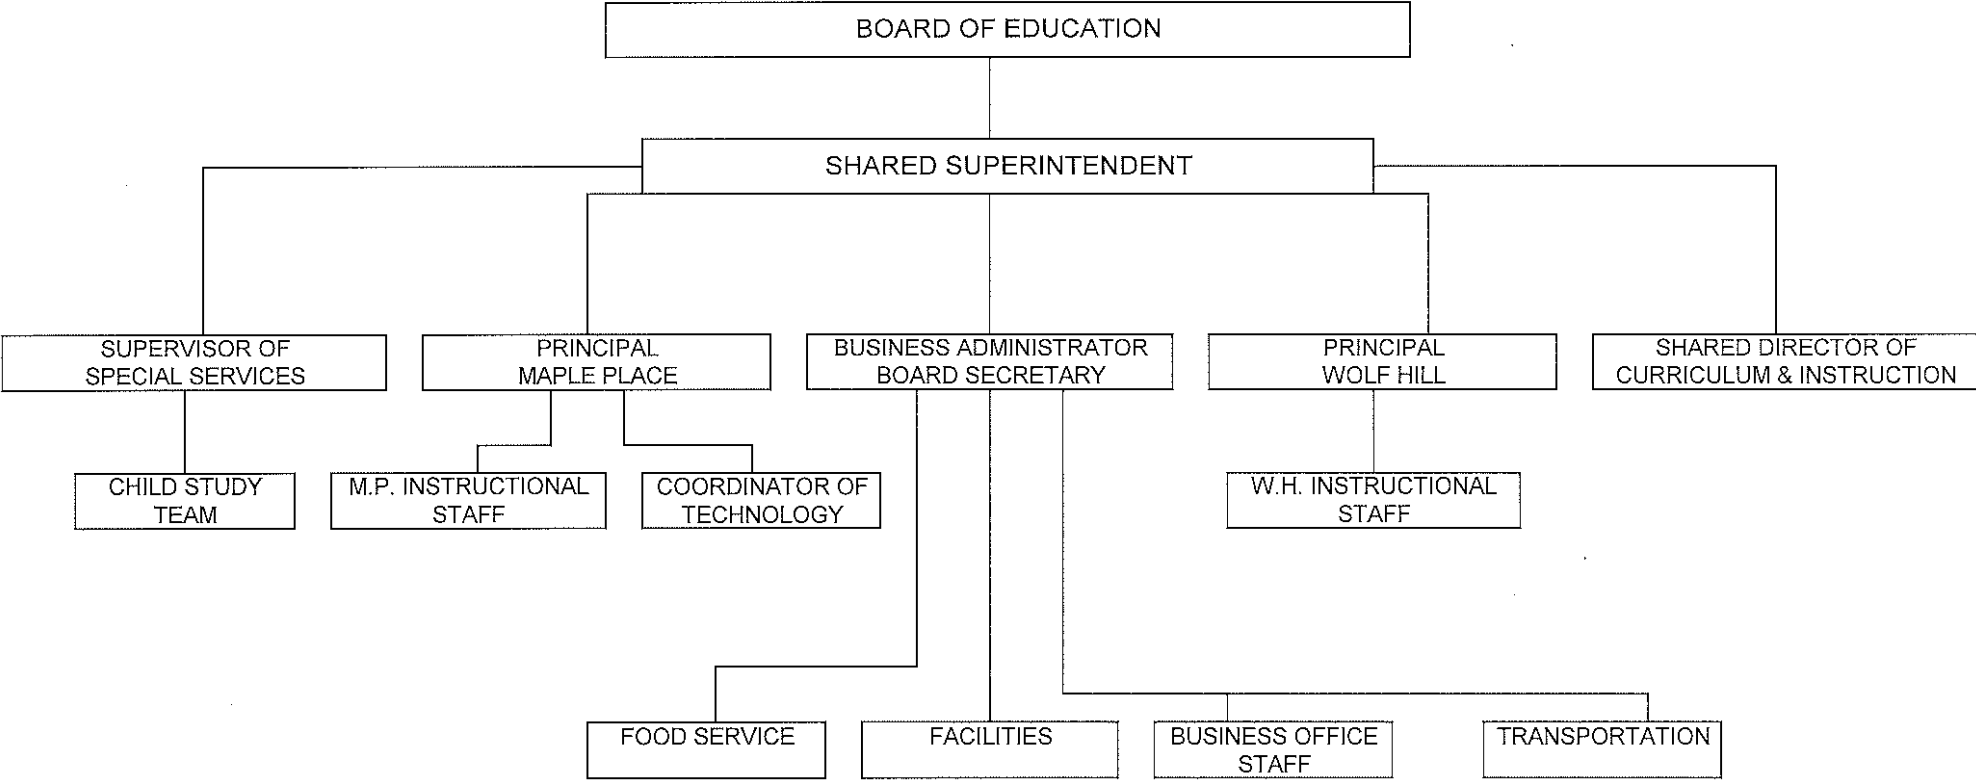 BOARD OF EDUCATION
SHARED SUPERINTENDENT
SUPERVISOR OF
SPECIAL SERVICES
PRINCIPAL
MAPLE PLACE
BUSINESS ADMINISTRATOR
BOARD SECRETARY
PRINCIPAL
WOLF HILL
SHARED DIRECTOR OF
CURRICULUM & INSTRUCTION
CHILD STUDY
TEAM
M.P. INSTRUCTIONAL
STAFF
COORDINATOR OF
TECHNOLOGY
W.H. INSTRUCTIONAL
STAFF
FOOD SERVICE
FACILITIES
BUSINESS OFFICE
STAFF
TRANSPORTATION